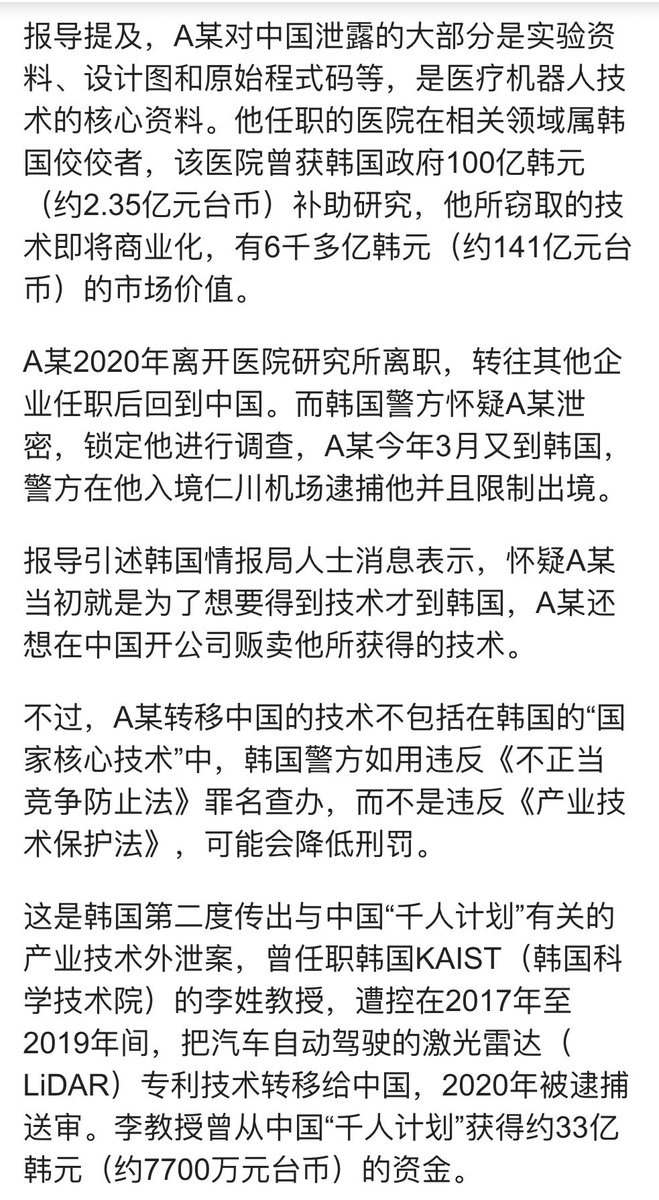 报导提及，A某对中国泄露的大部分是实验资
料、设计图和原始程式码等，是医疗机器人技
术的核心资料。他任职的医院在相关领域属韩
国佼佼者，该医院曾获韩国政府100亿韩元
（约2.35亿元台币）补助研究，他所窃取的技
术即将商业化，有6千多亿韩元（约141亿元台
币）的市场价值。
A某2020年离开医院研究所离职，转往其他企
业任职后回到中国。而韩国警方怀疑A某泄
密，锁定他进行调查，A某今年3月又到韩国，
警方在他入境仁川机场逮捕他并且限制出境。
报导引述韩国情报局人士消息表示，怀疑A某
当初就是为了想要得到技术才到韩国，A某还
想在中国开公司贩卖他所获得的技术。
不过，A某转移中国的技术不包括在韩国的“国
家核心技术”中，韩国警方如用违反《不正当
竞争防止法》罪名查办，而不是违反《产业技
术保护法》，可能会降低刑罚。
这是韩国第二度传出与中国“千人计划”有关的
产业技术外泄案，曾任职韩国KAIST（韩国科
学技术院）的李姓教授，遭控在2017年至
2019年间，把汽车自动驾驶的激光雷达（
LiDAR）专利技术转移给中国，2020年被逮捕
送审。李教授曾从中国“千人计划”获得约33亿
韩元（约7700万元台币）的资金。